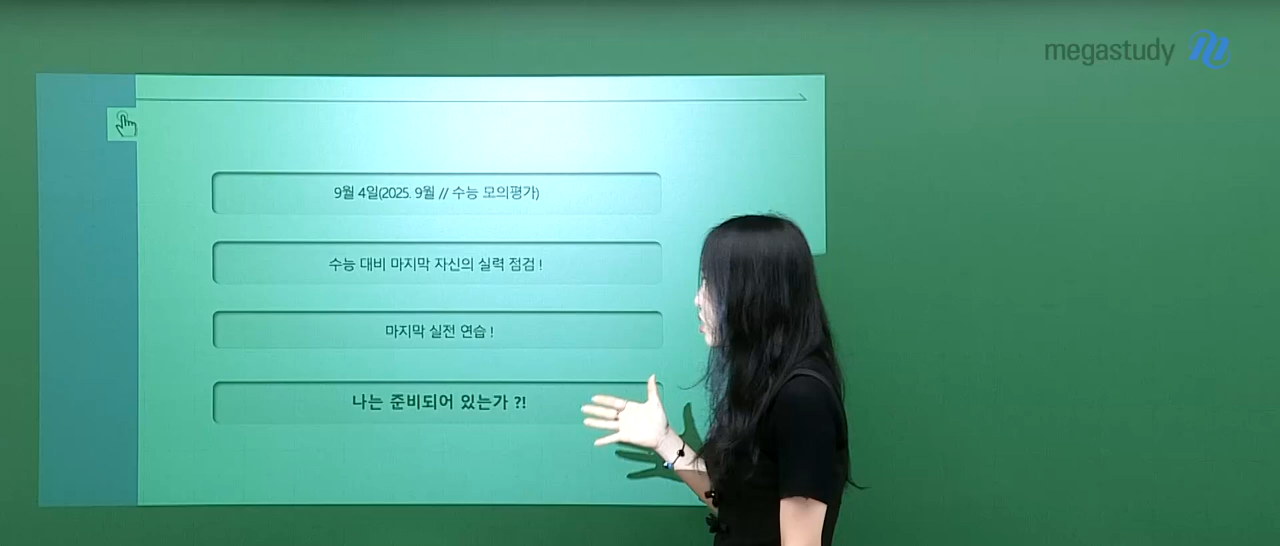 megastudy
9월 4일(2025. 9월 // 수능 모의평가)
수능 대비 마지막 자신의 실력 점검 !
마지막 실전 연습 !
나는 준비되어 있는가 ?!